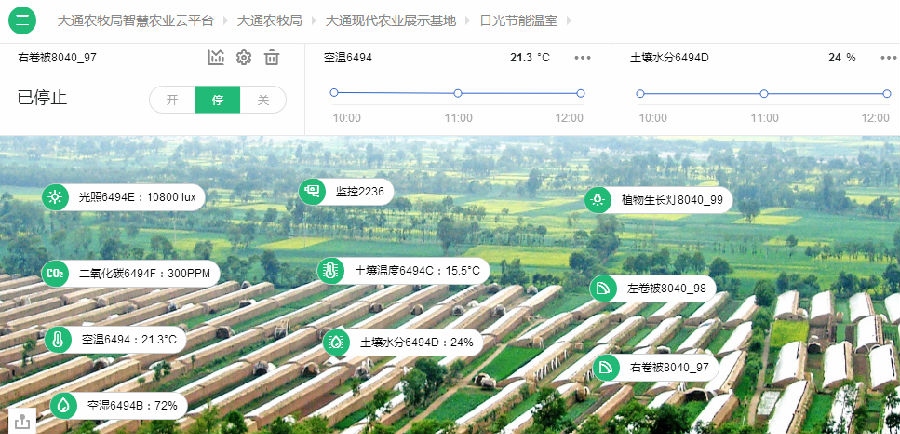 大通农牧局智慧农业云平台 大通农牧局 大通现代农业展示基地 日光节能温室
右卷被8040_97
空温6494 21.3 °C
土壤水分6494D 24 %
已停止
开 停 关
10:00 11:00 12:00
10:00 11:00 12:00
光照6494E：10800 lux
监控2236
植物生长灯8040_99
CO₂ 二氧化碳6494F：300PPM
土壤温度6494C：15.5°C
左卷被8040_98
空温6494：21.3°C
土壤水分6494D：24%
右卷被8040_97
空湿6494B：72%